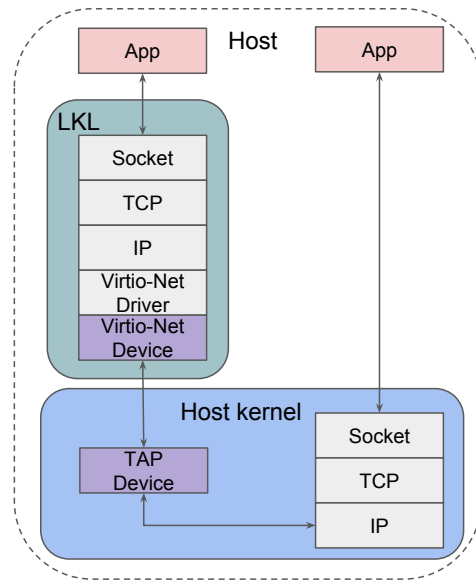 Host
App
App
LKL
Socket
TCP
IP
Virtio-Net
Driver
Virtio-Net
Device
Host kernel
TAP
Device
Socket
TCP
IP